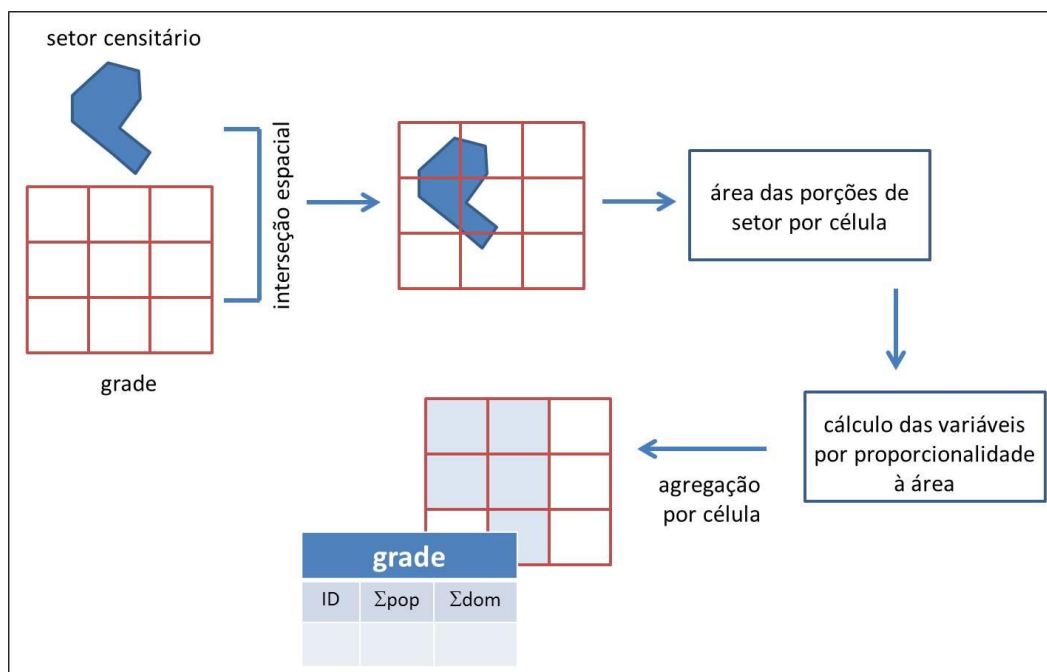 setor censitário
grade
interseção espacial
área das porções de
setor por célula
cálculo das variáveis
por proporcionalidade
à área
agregação
por célula
grade
ID Σpop Σdom